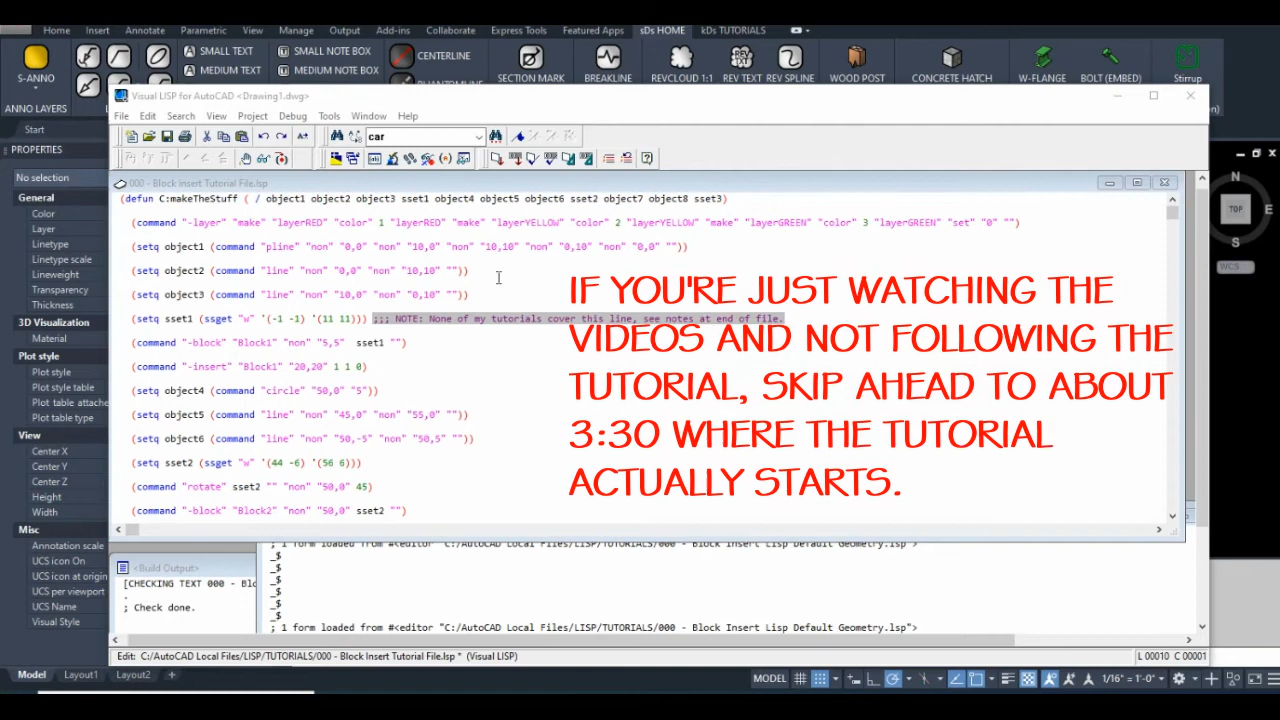 Home Insert Annotate Parametric View Manage Output Add-ins Collaborate Express Tools Featured Apps sDs HOME kDs TUTORIALS
S-ANNO
SMALL TEXT
MEDIUM TEXT
SMALL NOTE BOX
MEDIUM NOTE BOX
CENTERLINE
SECTION MARK
BREAKLINE
REVCLOUD 1:1
REV TEXT
REV SPLINE
WOOD POST
CONCRETE HATCH
W-FLANGE
BOLT (EMBED)
Stirrup
ANNO LAYERS
Start
Visual LISP for AutoCAD <Drawing1.dwg>
File Edit Search View Project Debug Tools Window Help
car
000 - Block Insert Tutorial File.lsp
(defun C:makeTheStuff ( / object1 object2 object3 sset1 object4 object5 object6 sset2 object7 object8 sset3)
(command "-layer" "make" "layerRED" "color" 1 "layerRED" "make" "layerYELLOW" "color" 2 "layerYELLOW" "make" "layerGREEN" "color" 3 "layerGREEN" "set" "0" "")
(setq object1 (command "pline" "non" "0,0" "non" "10,0" "non" "10,10" "non" "0,10" "non" "0,0" ""))
(setq object2 (command "line" "non" "0,0" "non" "10,10" ""))
(setq object3 (command "line" "non" "10,0" "non" "0,10" ""))
(setq sset1 (ssget "w" '(-1 -1) '(11 11))) ;;; NOTE: None of my tutorials cover this line, see notes at end of file.
(command "-block" "Block1" "non" "5,5" sset1 "")
(command "-insert" "Block1" "20,20" 1 1 0)
(setq object4 (command "circle" "50,0" "5"))
(setq object5 (command "line" "non" "45,0" "non" "55,0" ""))
(setq object6 (command "line" "non" "50,-5" "non" "50,5" ""))
(setq sset2 (ssget "w" '(44 -6) '(56 6)))
(command "rotate" sset2 "" "non" "50,0" 45)
(command "-block" "Block2" "non" "50,0" sset2 "")
IF YOU'RE JUST WATCHING THE
VIDEOS AND NOT FOLLOWING THE
TUTORIAL, SKIP AHEAD TO ABOUT
3:30 WHERE THE TUTORIAL
ACTUALLY STARTS.
PROPERTIES
No selection
General
Color
Layer
Linetype
Linetype scale
Lineweight
Transparency
Thickness
3D Visualization
Material
Plot style
Plot style
Plot style table
Plot table attache
Plot table type
View
Center X
Center Y
Center Z
Height
Width
Misc
Annotation scale
UCS icon On
UCS icon at origin
UCS per viewport
UCS Name
Visual Style
N
TOP
E
S
WCS
<Build Output>
[CHECKING TEXT 000 - Blo
.
; Check done.
; 1 form loaded from #<editor "C:/AutoCAD Local Files/LISP/TUTORIALS/000 - Block Insert Lisp Default Geometry.lsp">
_$
_$
_$
_$
_$
_$
; 1 form loaded from #<editor "C:/AutoCAD Local Files/LISP/TUTORIALS/000 - Block Insert Lisp Default Geometry.lsp">
Edit: C:/AutoCAD Local Files/LISP/TUTORIALS/000 - Block Insert Tutorial File.lsp * (Visual LISP)
L 00010 C 00001
Model Layout1 Layout2 +
MODEL
1/16" = 1'-0"